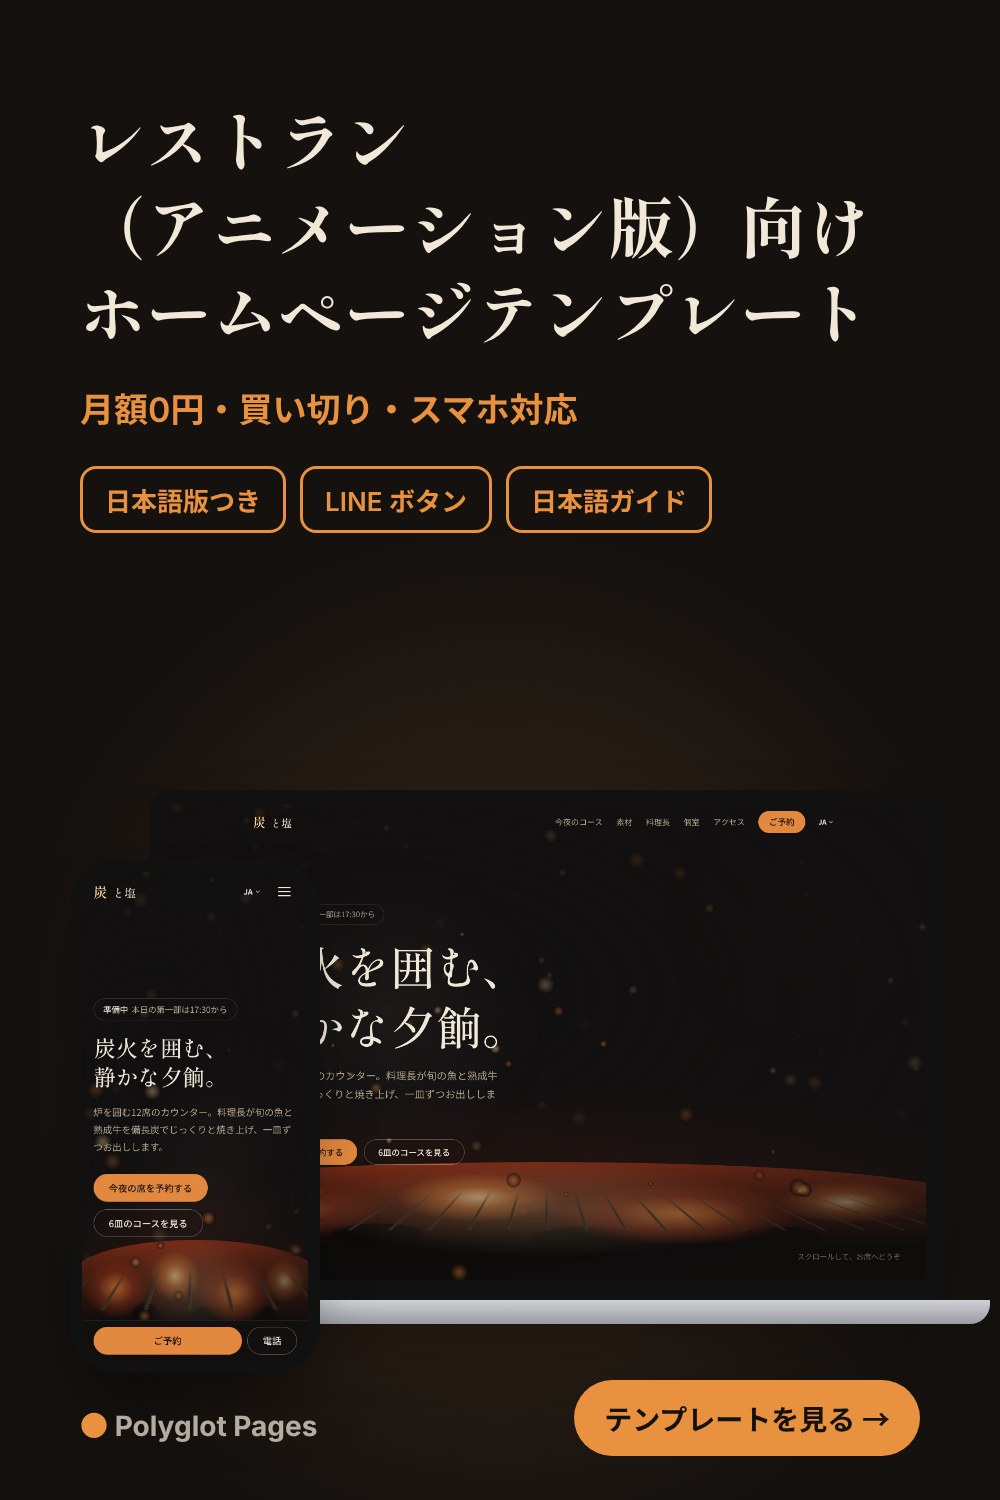 レストラン
（アニメーション版）向け
ホームページテンプレート
月額0円・買い切り・スマホ対応
日本語版つき
LINE ボタン
日本語ガイド
炭 と塩
今夜のコース 素材 料理長 個室 アクセス ご予約 JA
一部は17:30から
火を囲む、
かな夕餉。
のカウンター。料理長が旬の魚と熟成牛
っくりと焼き上げ、一皿ずつお出ししま
約する
6皿のコースを見る
スクロールして、お席へどうぞ
炭 と塩
JA
準備中 本日の第一部は17:30から
炭火を囲む、
静かな夕餉。
炉を囲む12席のカウンター。料理長が旬の魚と
熟成牛を備長炭でじっくりと焼き上げ、一皿ず
つお出しします。
今夜の席を予約する
6皿のコースを見る
ご予約
電話
Polyglot Pages
テンプレートを見る →